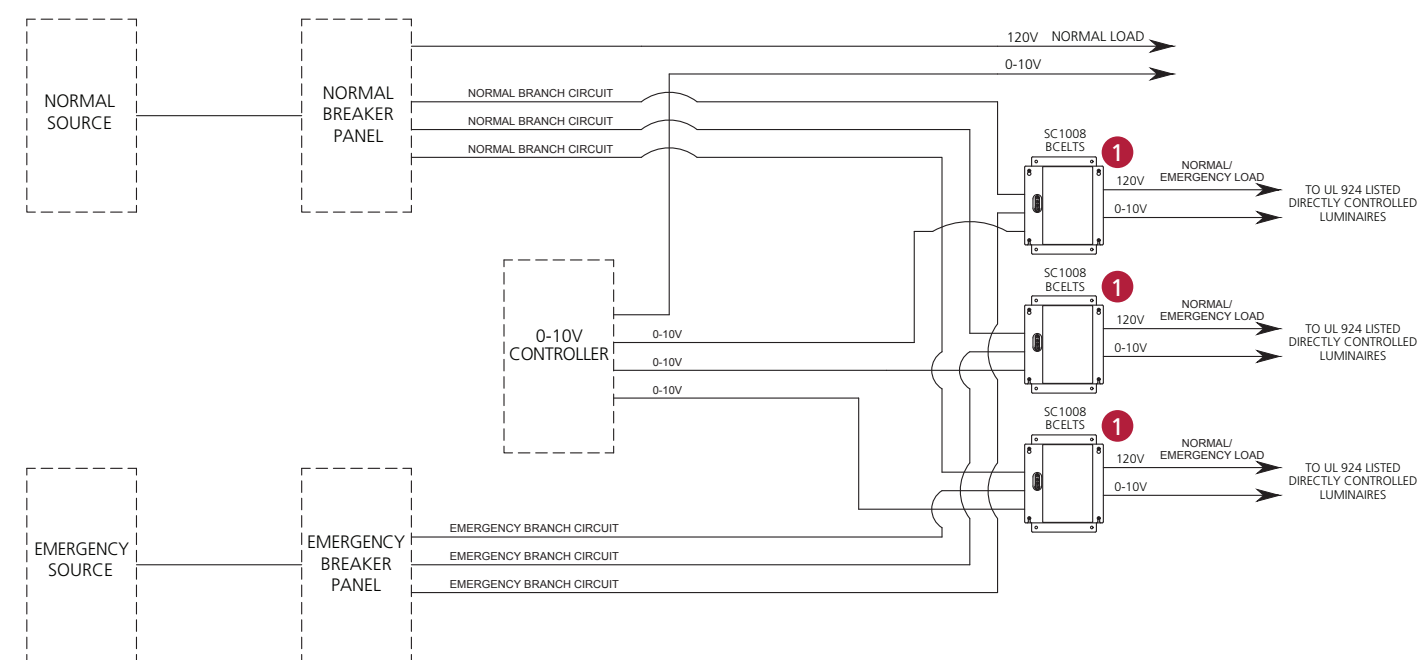 120V NORMAL LOAD
0-10V
NORMAL
SOURCE
NORMAL
BREAKER
PANEL
NORMAL BRANCH CIRCUIT
NORMAL BRANCH CIRCUIT
NORMAL BRANCH CIRCUIT
SC1008
BCELTS
1
120V
NORMAL/
EMERGENCY LOAD
0-10V
TO UL 924 LISTED
DIRECTLY CONTROLLED
LUMINAIRES
0-10V
CONTROLLER
0-10V
0-10V
0-10V
SC1008
BCELTS
1
120V
NORMAL/
EMERGENCY LOAD
0-10V
TO UL 924 LISTED
DIRECTLY CONTROLLED
LUMINAIRES
SC1008
BCELTS
1
120V
NORMAL/
EMERGENCY LOAD
0-10V
TO UL 924 LISTED
DIRECTLY CONTROLLED
LUMINAIRES
EMERGENCY
SOURCE
EMERGENCY
BREAKER
PANEL
EMERGENCY BRANCH CIRCUIT
EMERGENCY BRANCH CIRCUIT
EMERGENCY BRANCH CIRCUIT